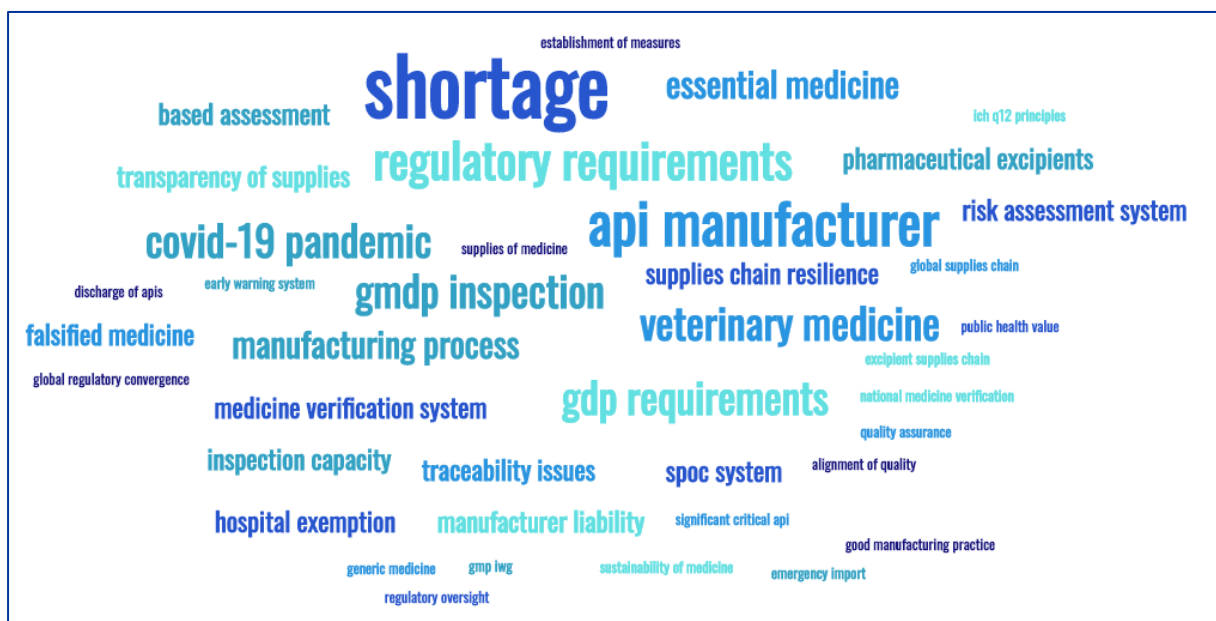 establishment of measures
shortage
essential medicine
based assessment
ich q12 principles
regulatory requirements
pharmaceutical excipients
transparency of supplies
api manufacturer
risk assessment system
covid-19 pandemic
supplies of medicine
supplies chain resilience
global supplies chain
discharge of apis
early warning system
gmdp inspection
veterinary medicine
public health value
falsified medicine
manufacturing process
excipient supplies chain
global regulatory convergence
gdp requirements
national medicine verification
medicine verification system
quality assurance
inspection capacity
traceability issues
spoc system
alignment of quality
hospital exemption
manufacturer liability
significant critical api
good manufacturing practice
generic medicine
gmp iwg
sustainability of medicine
emergency import
regulatory oversight